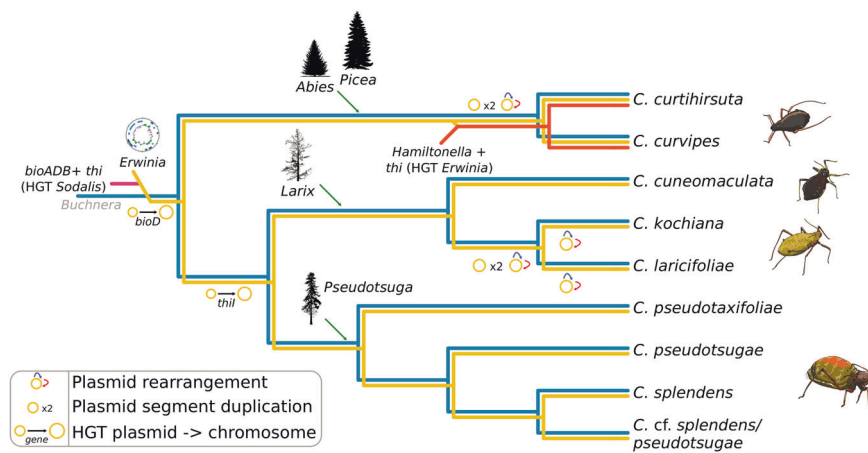 Abies
Picea
x2
C. curtihirsuta
C. curvipes
Hamiltonella +
thi (HGT Erwinia)
Erwinia
bioADB+ thi
(HGT Sodalis)
Buchnera
bioD
Larix
C. cuneomaculata
C. kochiana
x2
C. laricifoliae
thiI
Pseudotsuga
C. pseudotaxifoliae
C. pseudotsugae
C. splendens
C. cf. splendens/
pseudotsugae
Plasmid rearrangement
x2 Plasmid segment duplication
gene HGT plasmid -> chromosome